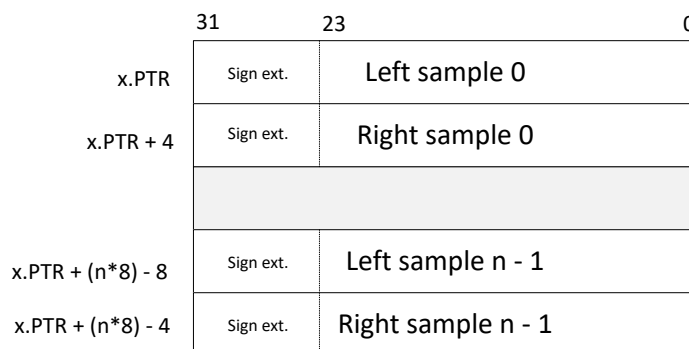 31 23 0
x.PTR Sign ext. Left sample 0
x.PTR + 4 Sign ext. Right sample 0
x.PTR + (n*8) - 8 Sign ext. Left sample n - 1
x.PTR + (n*8) - 4 Sign ext. Right sample n - 1